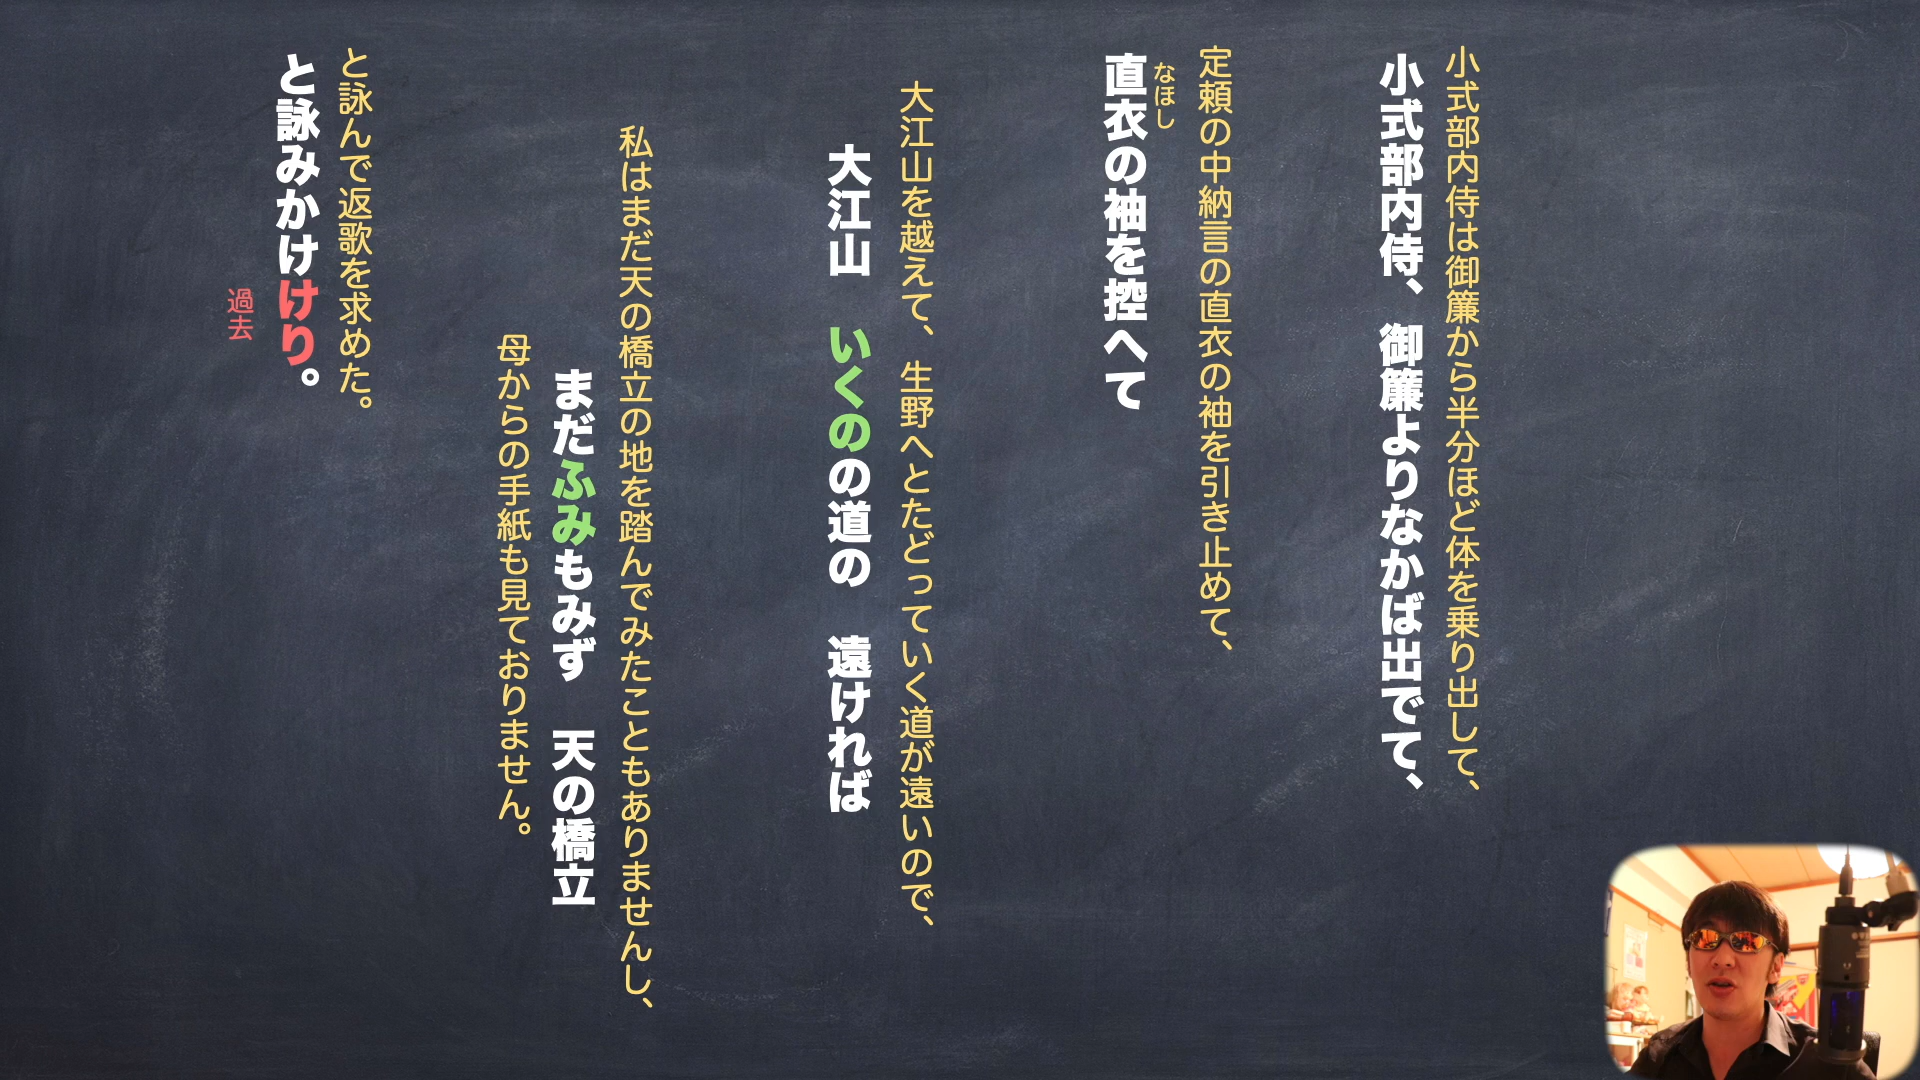 小式部内侍は御簾から半分ほど体を乗り出して、
小式部内侍、御簾よりなかば出でて、
定頼の中納言の直衣の袖を引き止めて、
なほし
直衣の袖を控へて
大江山を越えて、生野へとたどっていく道が遠いので、
大江山　いくのの道の　遠ければ
私はまだ天の橋立の地を踏んでみたこともありませんし、
まだふみもみず　天の橋立
母からの手紙も見ておりません。
と詠んで返歌を求めた。
と詠みかけけり。
過去